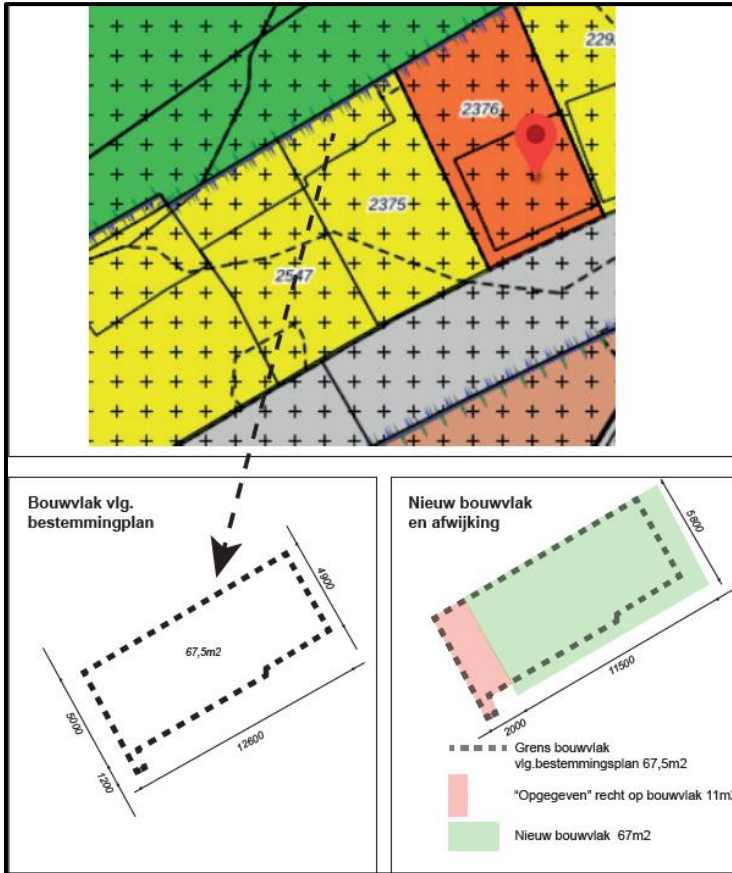 2376
2375
2547
Bouwvlak vlg.
bestemmingplan
67,5m2
4900
5000
1200
12600
Nieuw bouwvlak
en afwijking
5800
11500
2000
Grens bouwvlak
vlg.bestemmingsplan 67,5m2
"Opgegeven" recht op bouwvlak
Nieuw bouwvlak 67m2